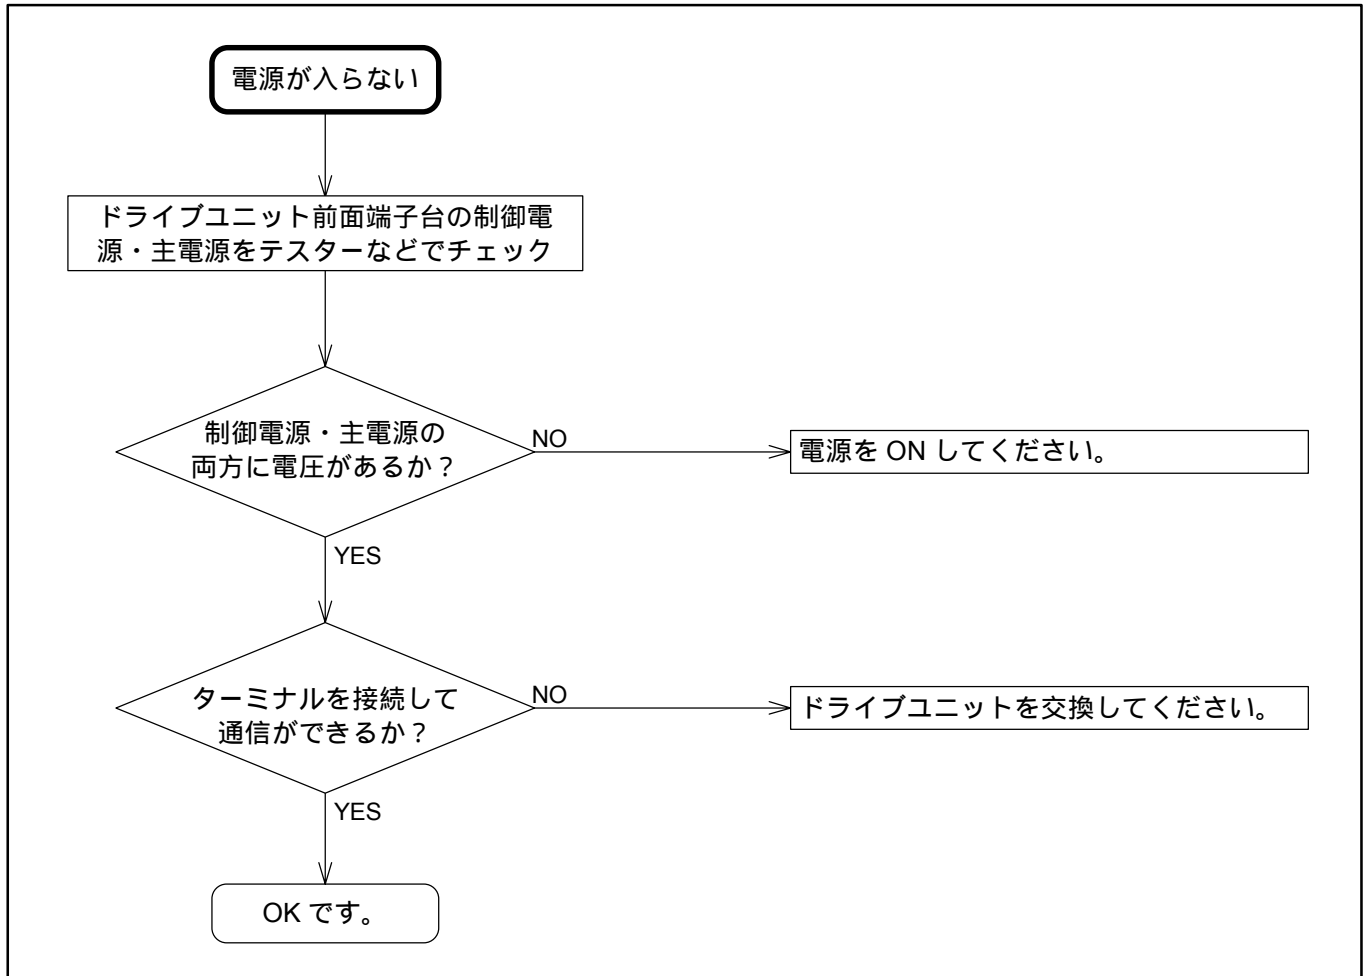 電源が入らない
ドライブユニット前面端子台の制御電
源・主電源をテスターなどでチェック
制御電源・主電源の
両方に電圧があるか？
NO
電源を ON してください。
YES
ターミナルを接続して
通信ができるか？
NO
ドライブユニットを交換してください。
YES
OK です。